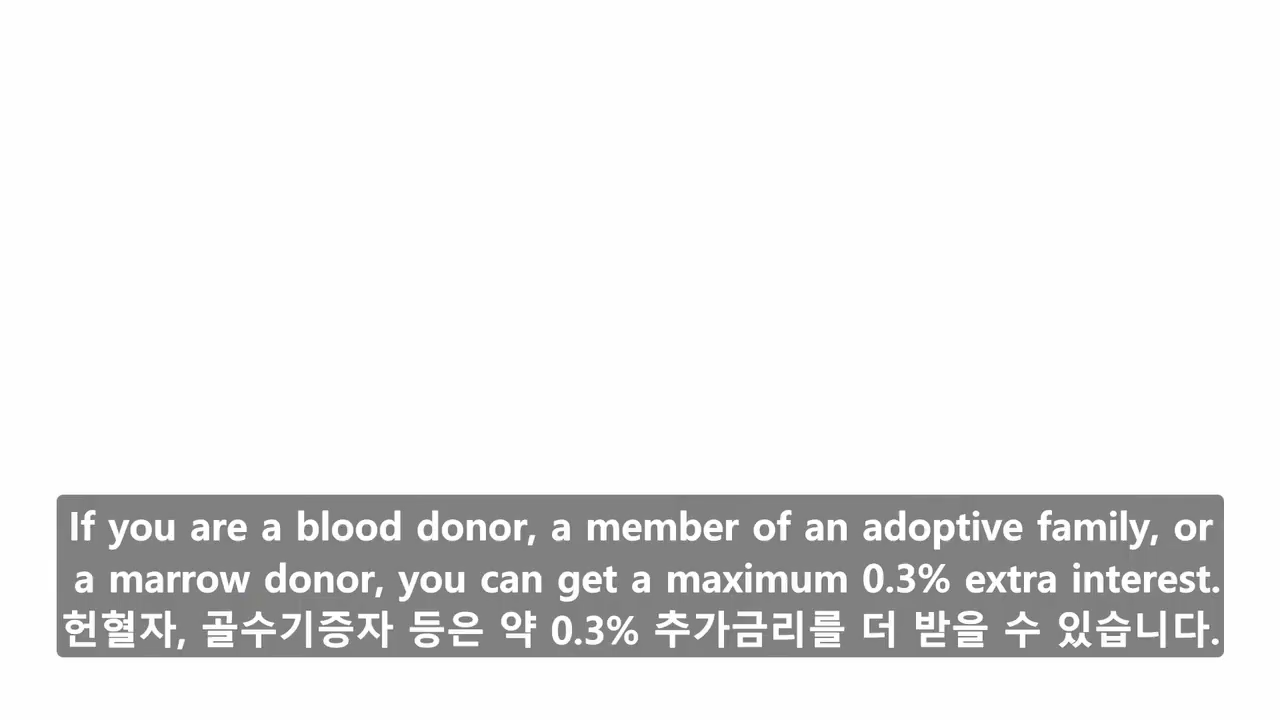 If you are a blood donor, a member of an adoptive family, or
a marrow donor, you can get a maximum 0.3% extra interest.
헌혈자, 골수기증자 등은 약 0.3% 추가금리를 더 받을 수 있습니다.